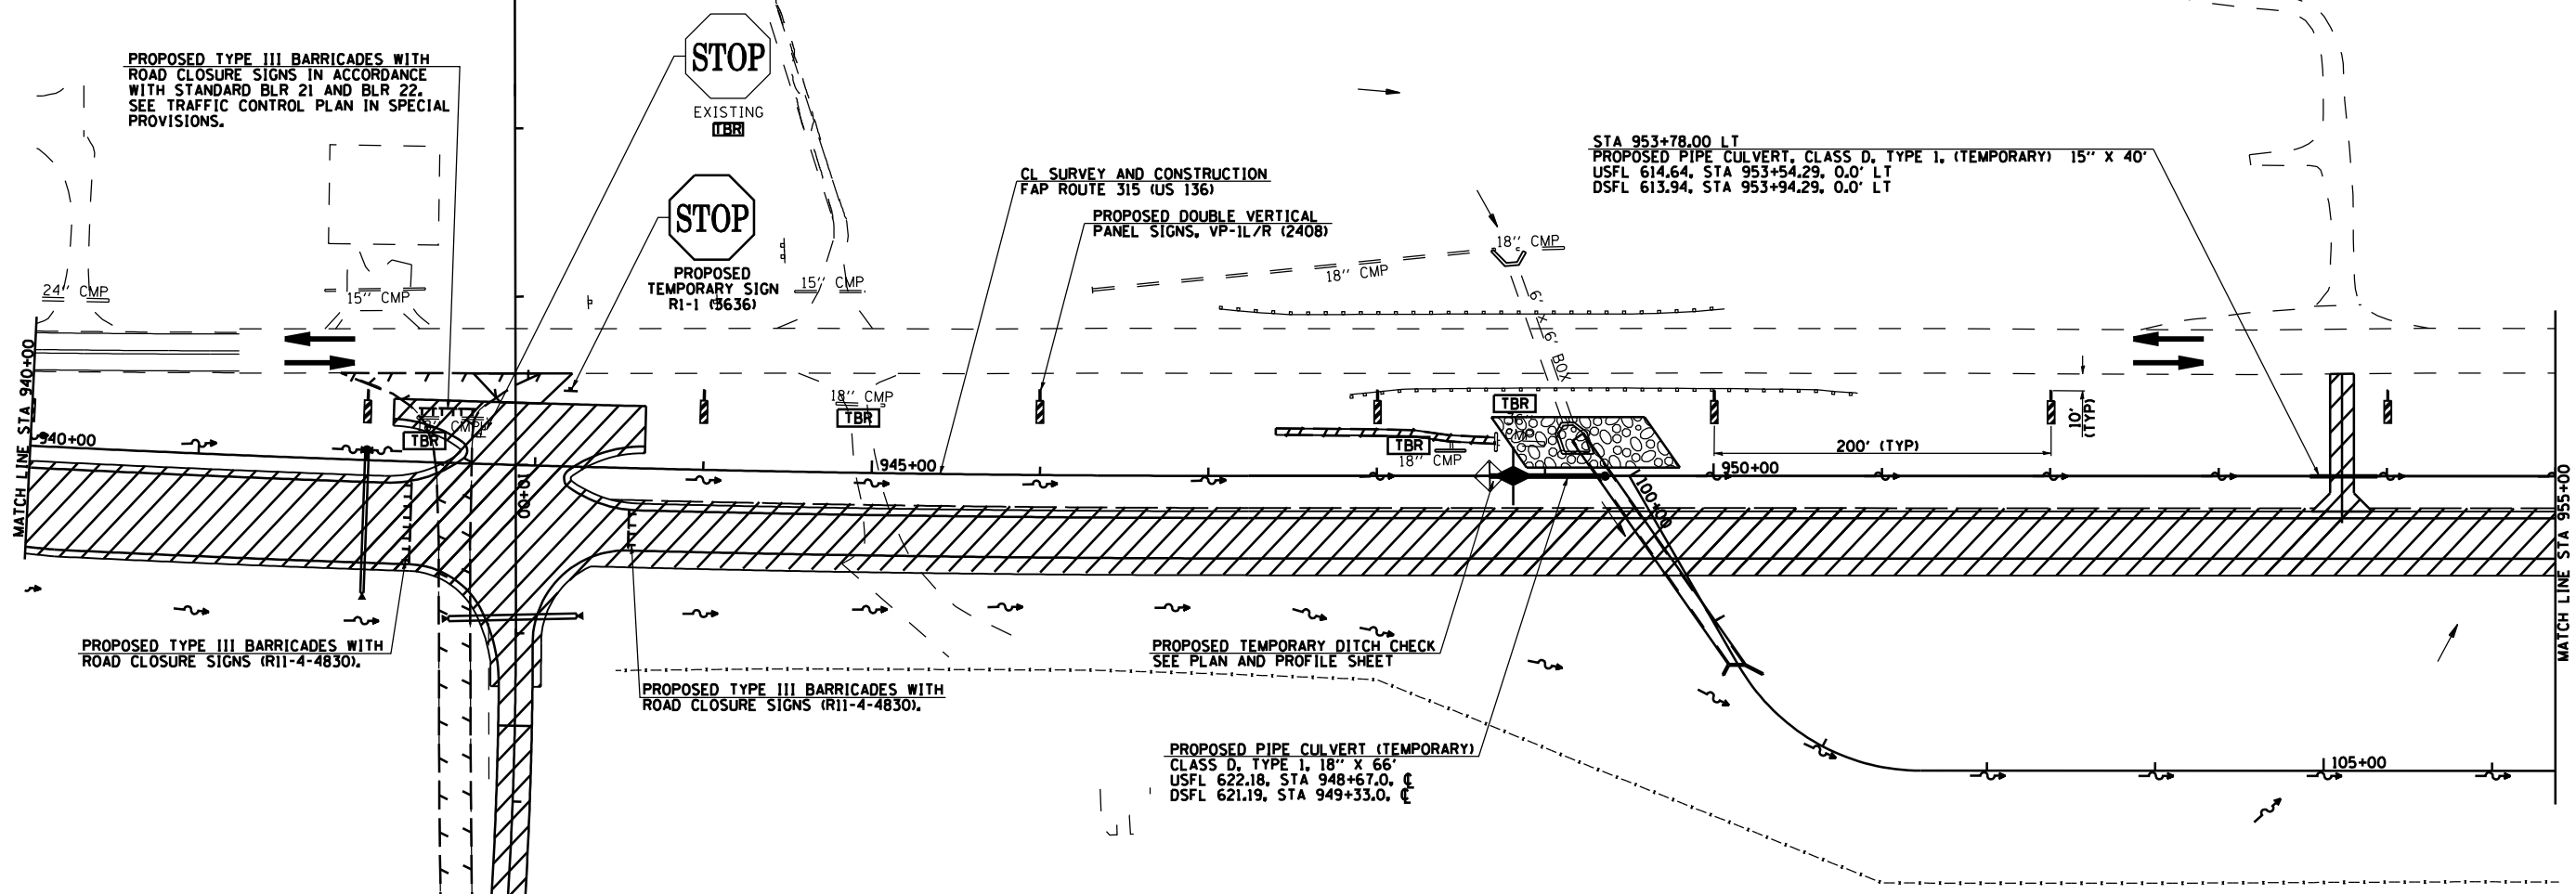 PROPOSED TYPE III BARRICADES WITH
ROAD CLOSURE SIGNS IN ACCORDANCE
WITH STANDARD BLR 21 AND BLR 22.
SEE TRAFFIC CONTROL PLAN IN SPECIAL
PROVISIONS.
STOP
EXISTING
TBR
STOP
PROPOSED
TEMPORARY SIGN
R1-1 (3636)
CL SURVEY AND CONSTRUCTION
FAP ROUTE 315 (US 136)
PROPOSED DOUBLE VERTICAL
PANEL SIGNS, VP-1L/R (2408)
STA 953+78.00 LT
PROPOSED PIPE CULVERT, CLASS D, TYPE 1, (TEMPORARY) 15" X 40'
USFL 614.64, STA 953+54.29, 0.0' LT
DSFL 613.94, STA 953+94.29, 0.0' LT
24" CMP
15" CMP
15" CMP
18" CMP
18" CMP
6' X 6' BOX
MATCH LINE STA 940+00
940+00
CMP
TBR
18" CMP
TBR
945+00
TBR
TBR
18" CMP
950+00
200' (TYP)
10'
(TYP)
100+00
MATCH LINE STA 955+00
PROPOSED TYPE III BARRICADES WITH
ROAD CLOSURE SIGNS (R11-4-4830).
PROPOSED TYPE III BARRICADES WITH
ROAD CLOSURE SIGNS (R11-4-4830).
PROPOSED TEMPORARY DITCH CHECK
SEE PLAN AND PROFILE SHEET
PROPOSED PIPE CULVERT (TEMPORARY)
CLASS D, TYPE 1, 18" X 66'
USFL 622.18, STA 948+67.0, ℄
DSFL 621.19, STA 949+33.0, ℄
105+00